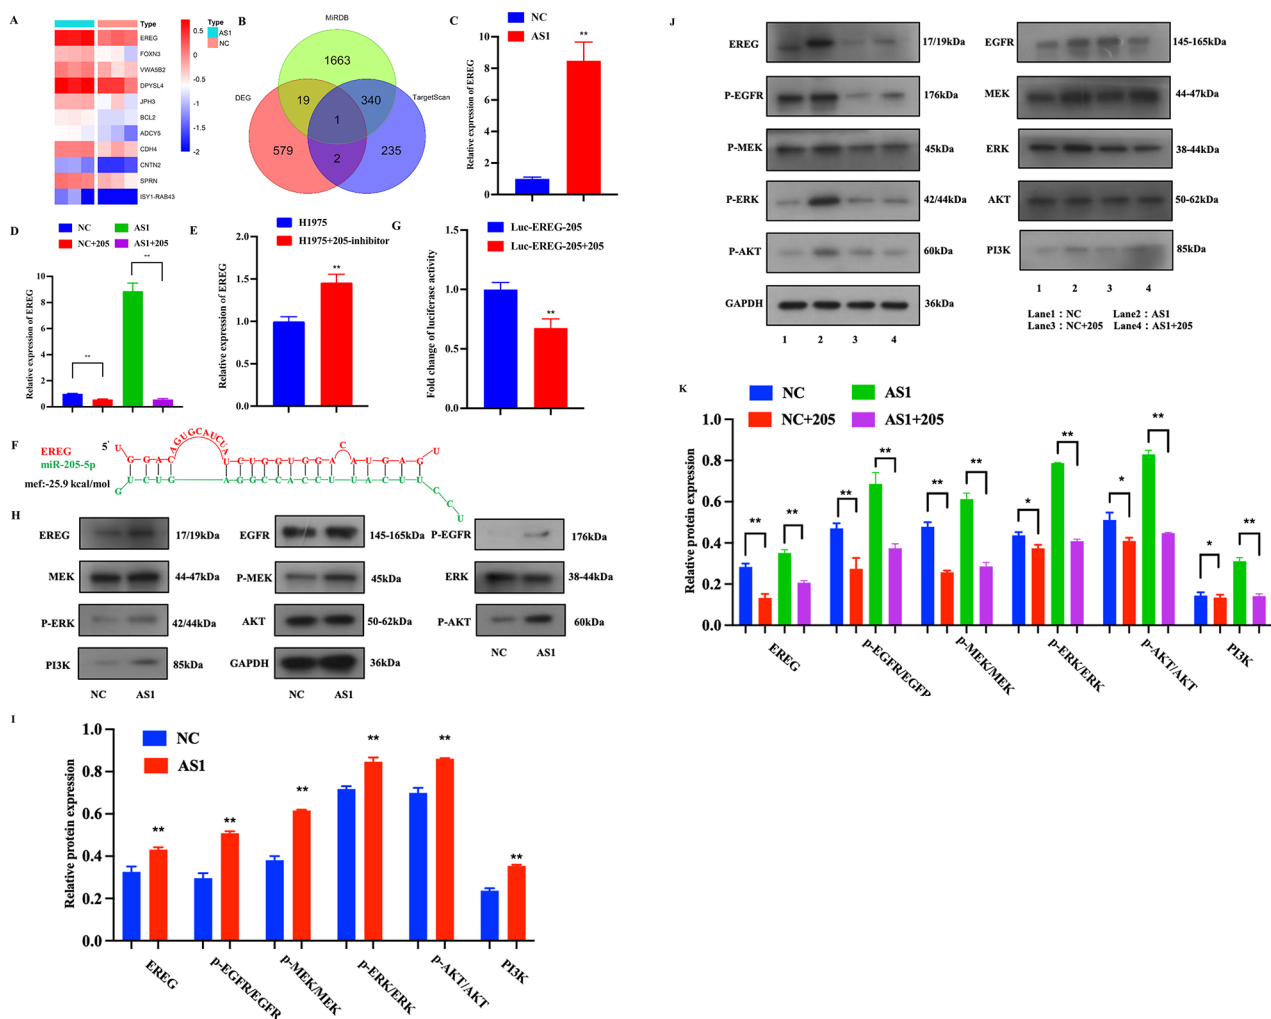 A
Type
Type
AS1
NC
EREG
FOXN3
VWA5B2
DPYSL4
JPH3
BCL2
ADCY5
CDH4
CNTN2
SPRN
ISY1-RAB43
0.5
0
-0.5
-1
-1.5
-2
B
MiRDB
DEG
TargetScan
1663
19
340
1
579
2
235
C
NC
AS1
Relative expression of EREG
10
8
6
4
2
0
**
D
NC
AS1
NC+205
AS1+205
Relative expression of EREG
10
8
6
4
2
0
**
**
E
H1975
H1975+205-inhibitor
Relative expression of EREG
2.0
1.5
1.0
0.5
0.0
**
G
Luc-EREG-205
Luc-EREG-205+205
Fold change of luciferase activity
1.5
1.0
0.5
0.0
**
F
EREG
miR-205-5p
mef:-25.9 kcal/mol
5'
U G G A C A G U G C A U C U A U C U G G U G G A C A U G A G U
G U C U G A G G C C A C C U U A C U U C C U
H
EREG
17/19kDa
EGFR
145-165kDa
P-EGFR
176kDa
MEK
44-47kDa
P-MEK
45kDa
ERK
38-44kDa
P-ERK
42/44kDa
AKT
50-62kDa
P-AKT
60kDa
PI3K
85kDa
GAPDH
36kDa
NC AS1
NC AS1
NC AS1
I
NC
AS1
Relative protein expression
1.0
0.8
0.6
0.4
0.2
0.0
**
**
**
**
**
**
EREG
p-EGFR/EGFR
p-MEK/MEK
p-ERK/ERK
p-AKT/AKT
PI3K
J
EREG
17/19kDa
P-EGFR
176kDa
P-MEK
45kDa
P-ERK
42/44kDa
P-AKT
60kDa
GAPDH
36kDa
1 2 3 4
EGFR
145-165kDa
MEK
44-47kDa
ERK
38-44kDa
AKT
50-62kDa
PI3K
85kDa
1 2 3 4
Lane1：NC Lane2：AS1
Lane3：NC+205 Lane4：AS1+205
K
NC
AS1
NC+205
AS1+205
Relative protein expression
1.0
0.8
0.6
0.4
0.2
0.0
**
**
**
**
**
**
*
**
*
**
*
**
EREG
p-EGFR/EGFR
p-MEK/MEK
p-ERK/ERK
p-AKT/AKT
PI3K